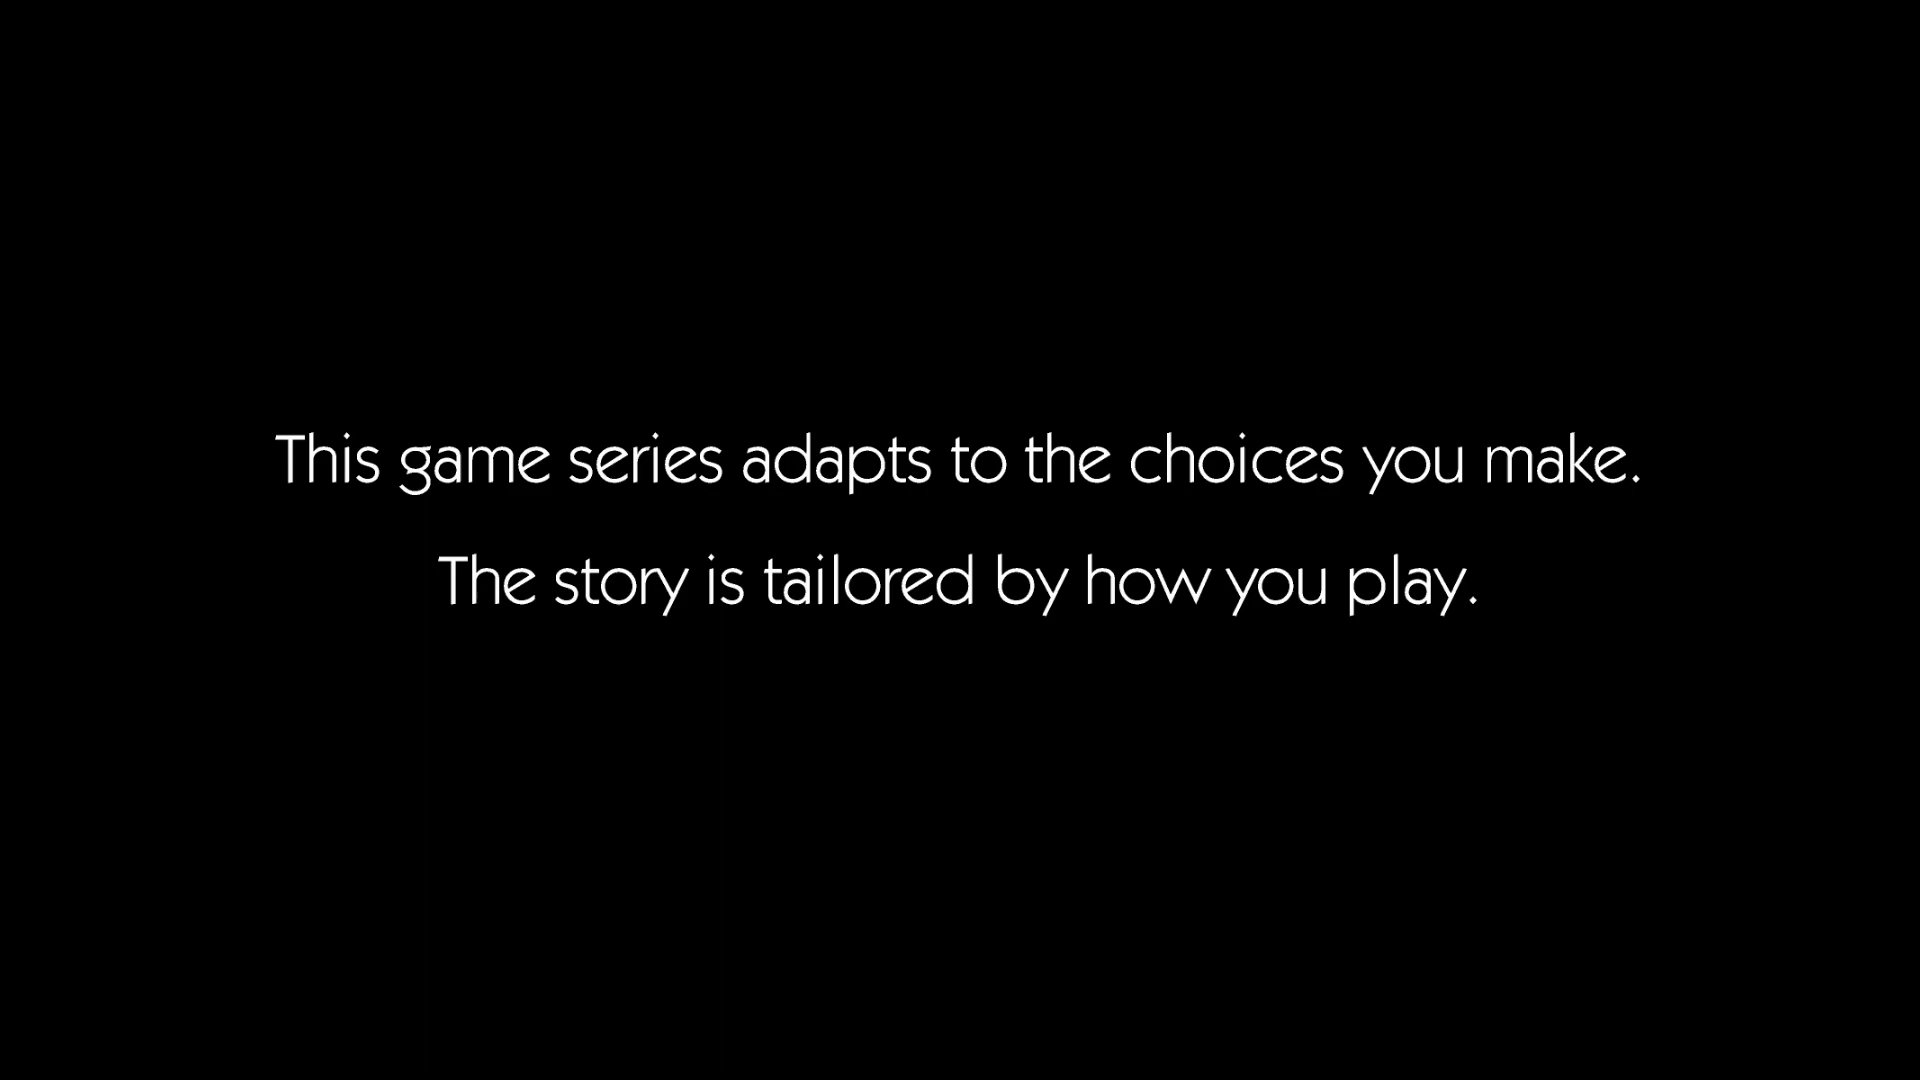 This game series adapts to the choices you make.
The story is tailored by how you play.